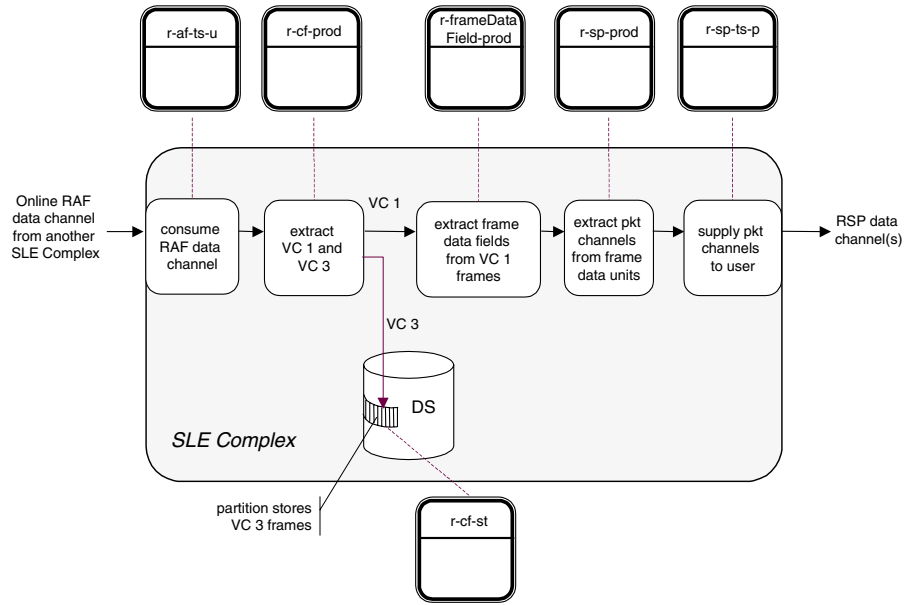 r-af-ts-u
r-cf-prod
r-frameData
Field-prod
r-sp-prod
r-sp-ts-p
Online RAF
data channel
from another
SLE Complex
consume
RAF data
channel
extract
VC 1 and
VC 3
VC 1
extract frame
data fields
from VC 1
frames
extract pkt
channels
from frame
data units
supply pkt
channels
to user
RSP data
channel(s)
VC 3
DS
SLE Complex
partition stores
VC 3 frames
r-cf-st